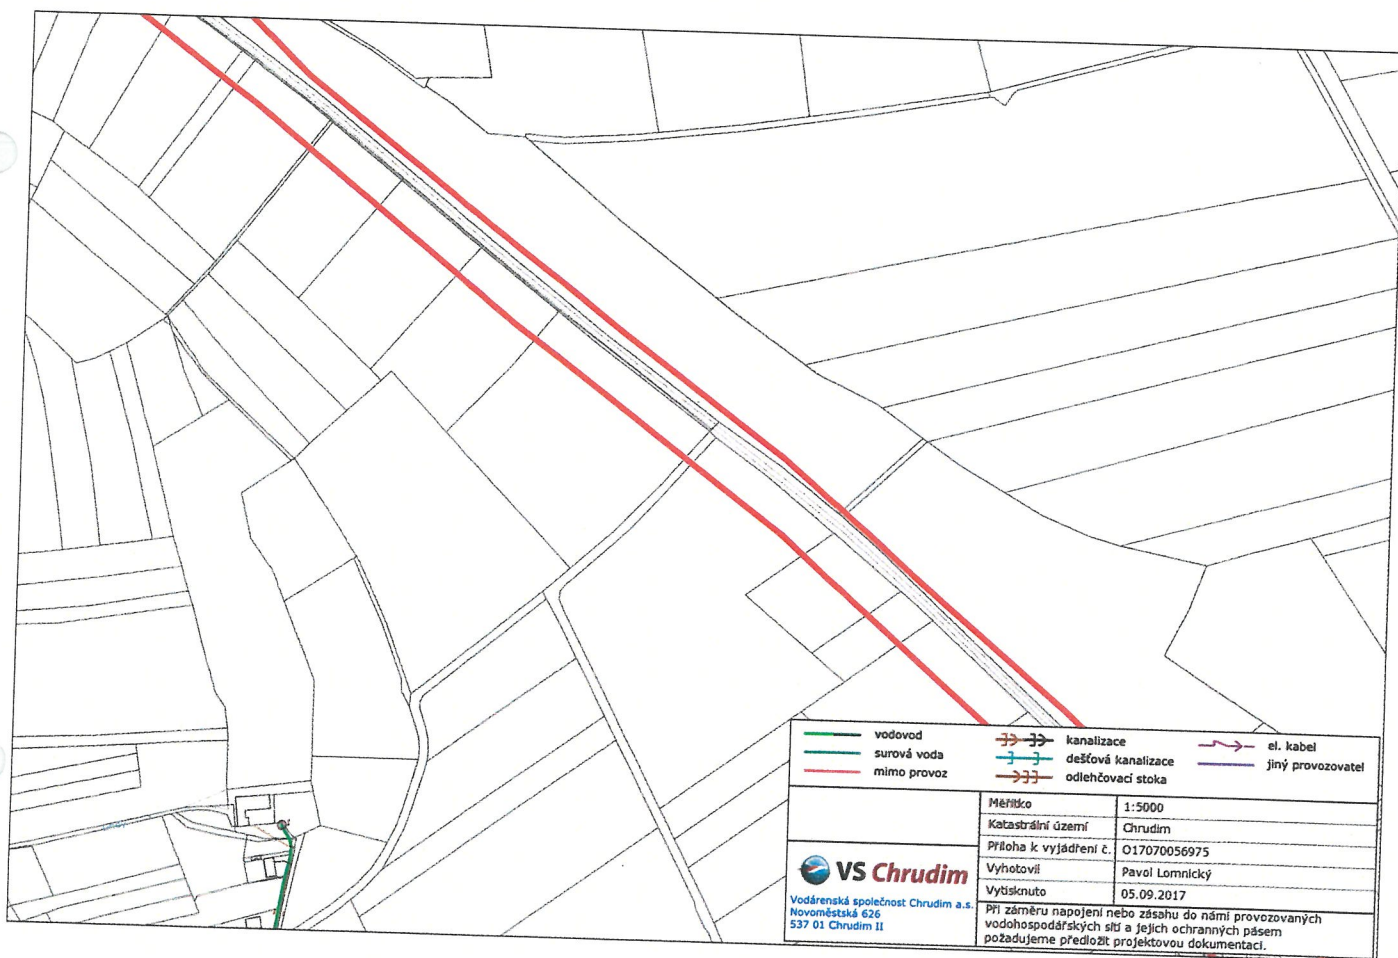 vodovod
surová voda
mimo provoz
kanalizace
dešťová kanalizace
odlehčovací stoka
el. kabel
jiný provozovatel
Měřítko 1:5000
Katastrální území Chrudim
Příloha k vyjádření č. O17070056975
Vyhotovil Pavol Lomnický
Vytisknuto 05.09.2017
VS Chrudim
Vodárenská společnost Chrudim a.s.
Novoměstská 626
537 01 Chrudim II
Při záměru napojení nebo zásahu do námi provozovaných
vodohospodářských sítí a jejich ochranných pásem
požadujeme předložit projektovou dokumentaci.